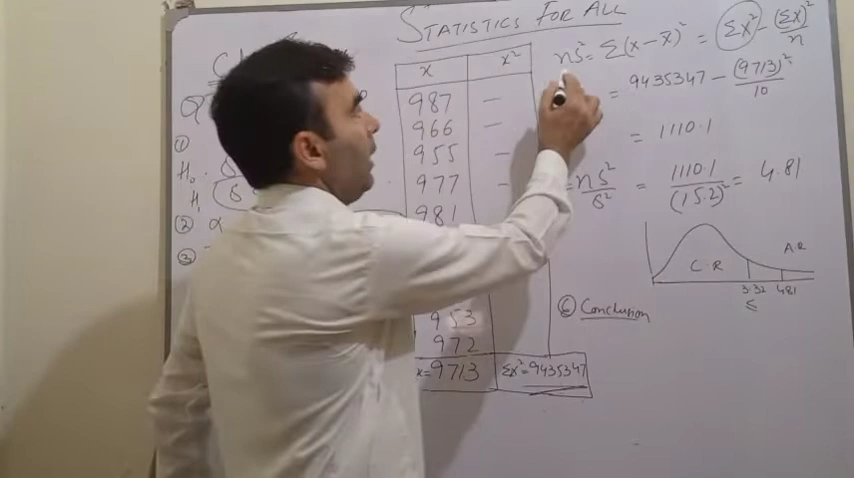 STATISTICS FOR ALL
①
H₀
H₁
② α
③
x x²
987 —
966 —
955 —
977 —
981
953
972
x=9713 Σx²=9435347
nS² = Σ(x-x̄)² = Σx² - (Σx)²/n
= 9435347 - (9713)²/10
= 1110.1
= nS²/6² = 1110.1/(15.2)² = 4.81
C.R A.R
3.32 4.81
≤
⑥ Conclusion